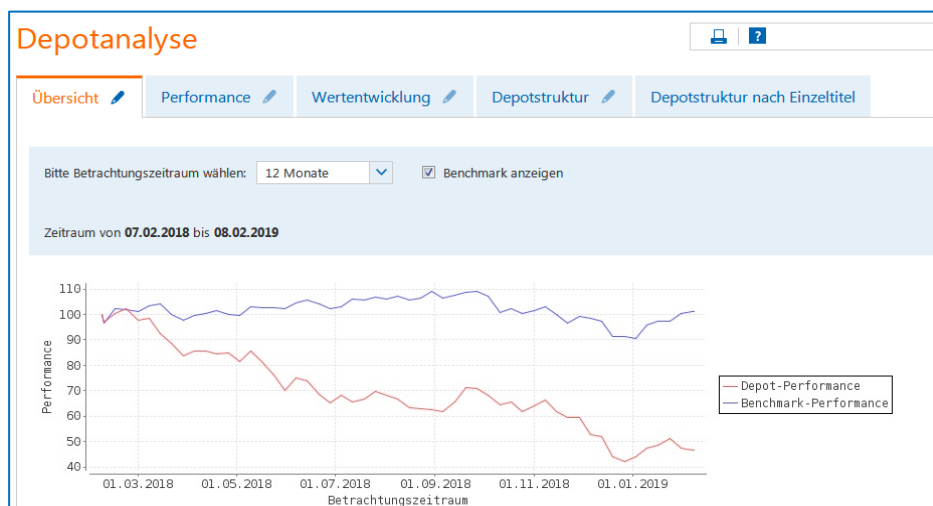 Depotanalyse
?
Übersicht Performance Wertentwicklung Depotstruktur Depotstruktur nach Einzeltitel
Bitte Betrachtungszeitraum wählen: 12 Monate Benchmark anzeigen
Zeitraum von 07.02.2018 bis 08.02.2019
110
100
90
80
70
60
50
40
Performance
Depot-Performance
Benchmark-Performance
01.03.2018 01.05.2018 01.07.2018 01.09.2018 01.11.2018 01.01.2019
Betrachtungszeitraum